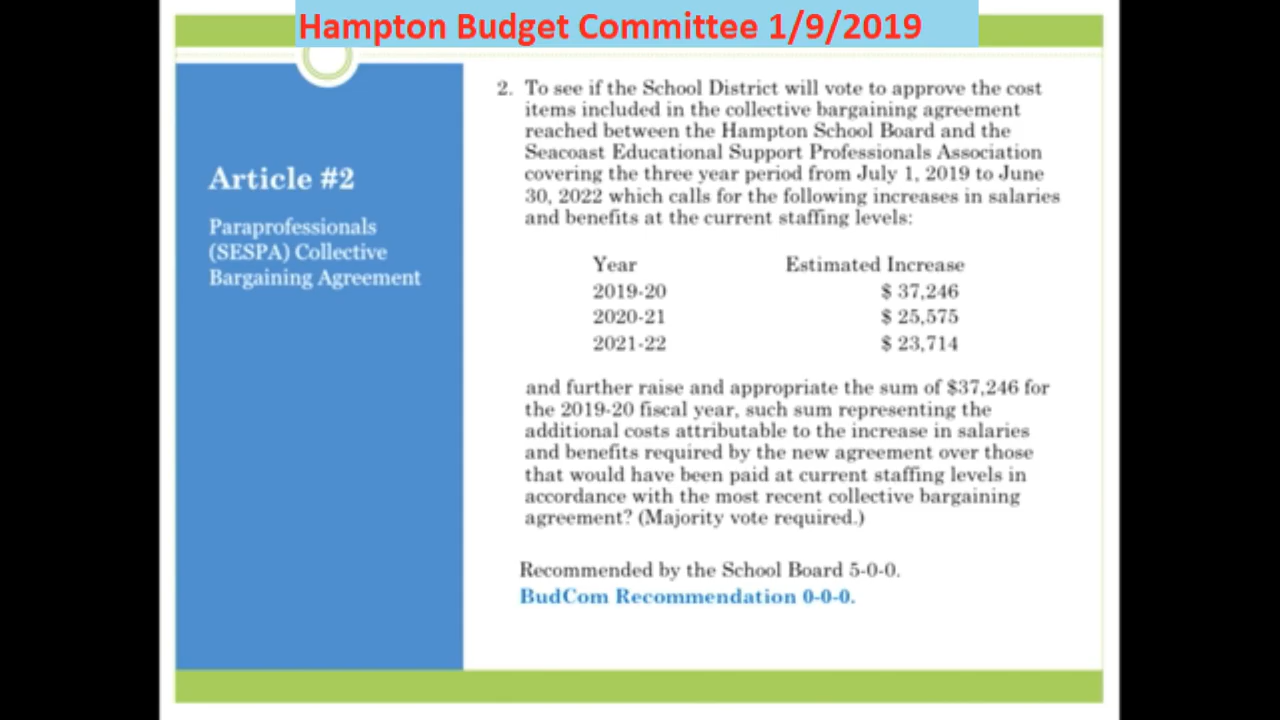 Hampton Budget Committee 1/9/2019
Article #2
Paraprofessionals
(SESPA) Collective
Bargaining Agreement
2. To see if the School District will vote to approve the cost
items included in the collective bargaining agreement
reached between the Hampton School Board and the
Seacoast Educational Support Professionals Association
covering the three year period from July 1, 2019 to June
30, 2022 which calls for the following increases in salaries
and benefits at the current staffing levels:
Year Estimated Increase
2019-20 $ 37,246
2020-21 $ 25,575
2021-22 $ 23,714
and further raise and appropriate the sum of $37,246 for
the 2019-20 fiscal year, such sum representing the
additional costs attributable to the increase in salaries
and benefits required by the new agreement over those
that would have been paid at current staffing levels in
accordance with the most recent collective bargaining
agreement? (Majority vote required.)
Recommended by the School Board 5-0-0.
BudCom Recommendation 0-0-0.